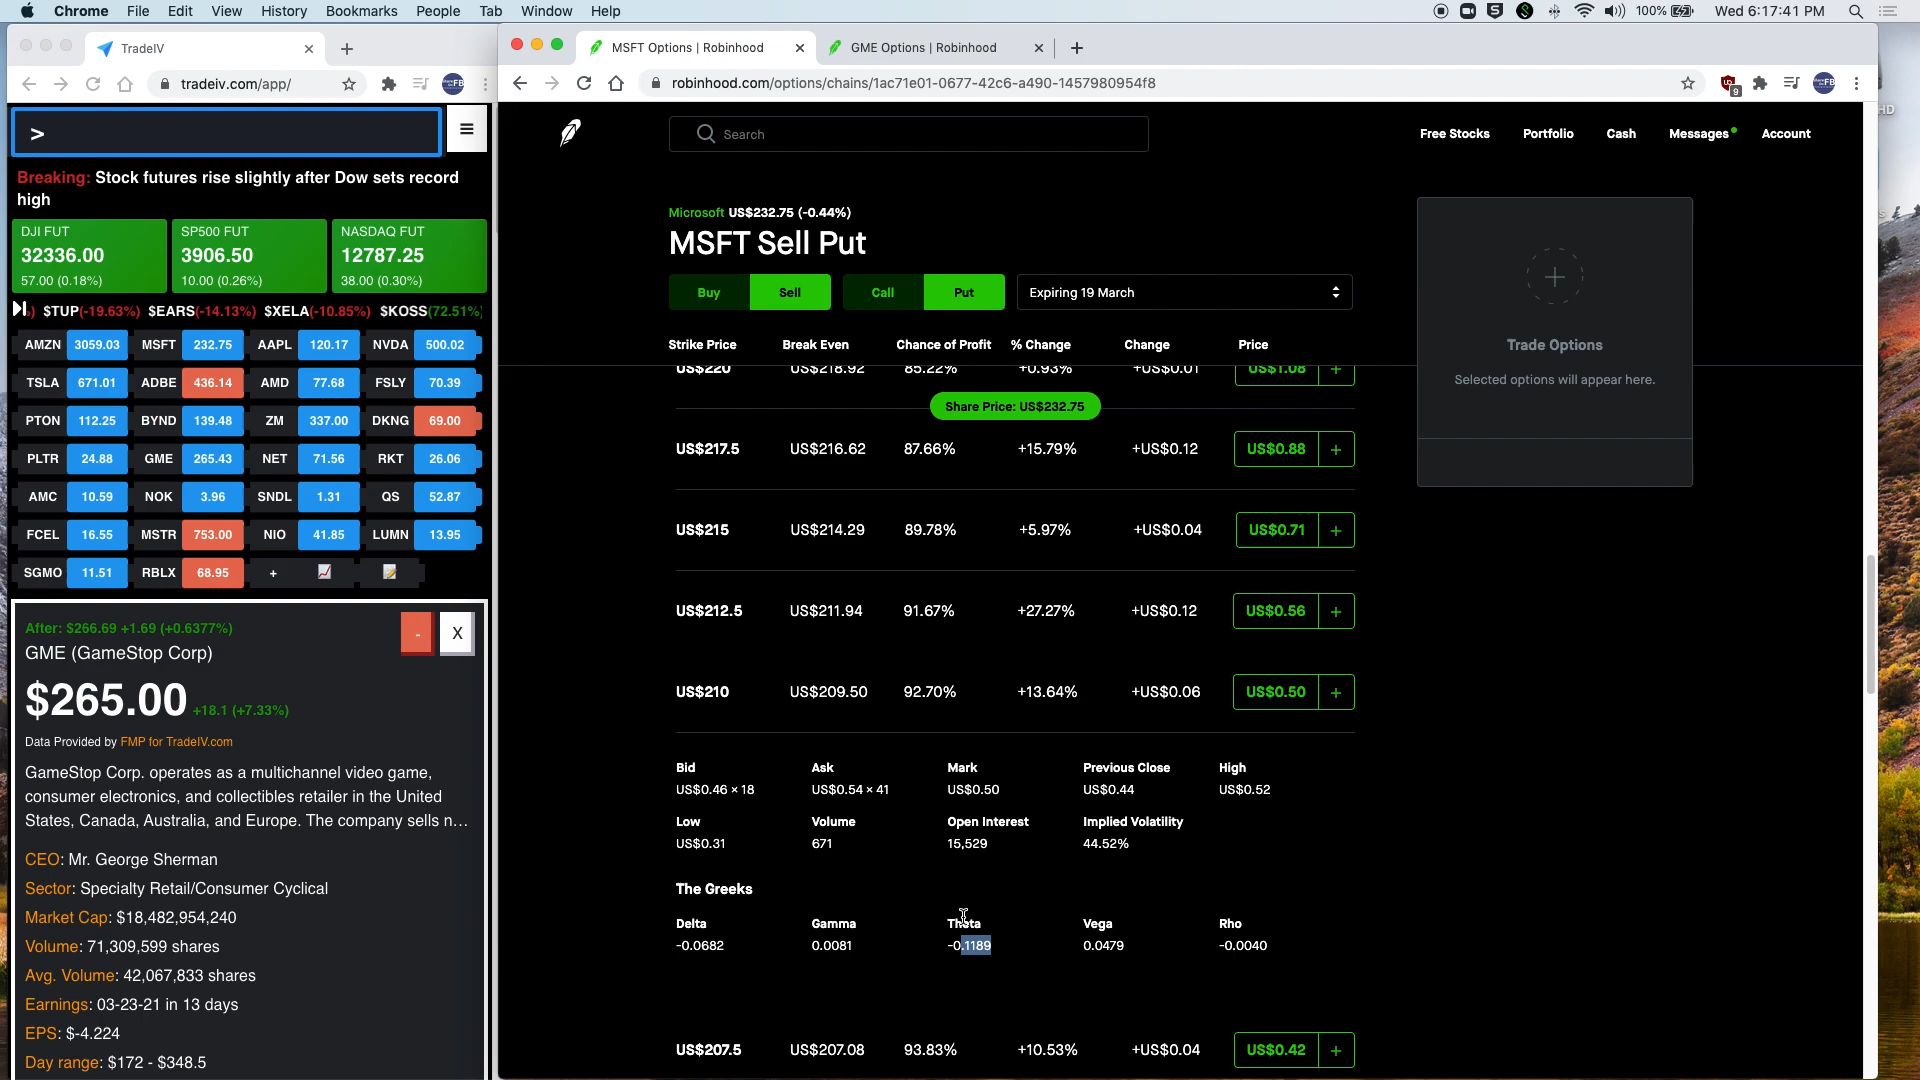 Chrome File Edit View History Bookmarks People Tab Window Help 100% Wed 6:17:41 PM
TradeIV
tradeiv.com/app/
>
Breaking: Stock futures rise slightly after Dow sets record
high
DJI FUT SP500 FUT NASDAQ FUT
32336.00 3906.50 12787.25
57.00 (0.18%) 10.00 (0.26%) 38.00 (0.30%)
$TUP(-19.63%) $EARS(-14.13%) $XELA(-10.85%) $KOSS(72.51%)
AMZN 3059.03 MSFT 232.75 AAPL 120.17 NVDA 500.02
TSLA 671.01 ADBE 436.14 AMD 77.68 FSLY 70.39
PTON 112.25 BYND 139.48 ZM 337.00 DKNG 69.00
PLTR 24.88 GME 265.43 NET 71.56 RKT 26.06
AMC 10.59 NOK 3.96 SNDL 1.31 QS 52.87
FCEL 16.55 MSTR 753.00 NIO 41.85 LUMN 13.95
SGMO 11.51 RBLX 68.95 +
After: $266.69 +1.69 (+0.6377%)
- X
GME (GameStop Corp)
$265.00 +18.1 (+7.33%)
Data Provided by FMP for TradeIV.com
GameStop Corp. operates as a multichannel video game,
consumer electronics, and collectibles retailer in the United
States, Canada, Australia, and Europe. The company sells n...
CEO: Mr. George Sherman
Sector: Specialty Retail/Consumer Cyclical
Market Cap: $18,482,954,240
Volume: 71,309,599 shares
Avg. Volume: 42,067,833 shares
Earnings: 03-23-21 in 13 days
EPS: $-4.224
Day range: $172 - $348.5
MSFT Options | Robinhood GME Options | Robinhood
robinhood.com/options/chains/1ac71e01-0677-42c6-a490-1457980954f8
9
Search
Free Stocks Portfolio Cash Messages Account
Microsoft US$232.75 (-0.44%)
MSFT Sell Put
Buy Sell Call Put Expiring 19 March
Strike Price Break Even Chance of Profit % Change Change Price
US$220 US$218.92 85.22% +0.93% +US$0.01 US$1.08 +
Share Price: US$232.75
US$217.5 US$216.62 87.66% +15.79% +US$0.12 US$0.88 +
US$215 US$214.29 89.78% +5.97% +US$0.04 US$0.71 +
US$212.5 US$211.94 91.67% +27.27% +US$0.12 US$0.56 +
US$210 US$209.50 92.70% +13.64% +US$0.06 US$0.50 +
Bid Ask Mark Previous Close High
US$0.46 × 18 US$0.54 × 41 US$0.50 US$0.44 US$0.52
Low Volume Open Interest Implied Volatility
US$0.31 671 15,529 44.52%
The Greeks
Delta Gamma Theta Vega Rho
-0.0682 0.0081 -0.1189 0.0479 -0.0040
US$207.5 US$207.08 93.83% +10.53% +US$0.04 US$0.42 +
Trade Options
Selected options will appear here.
HD